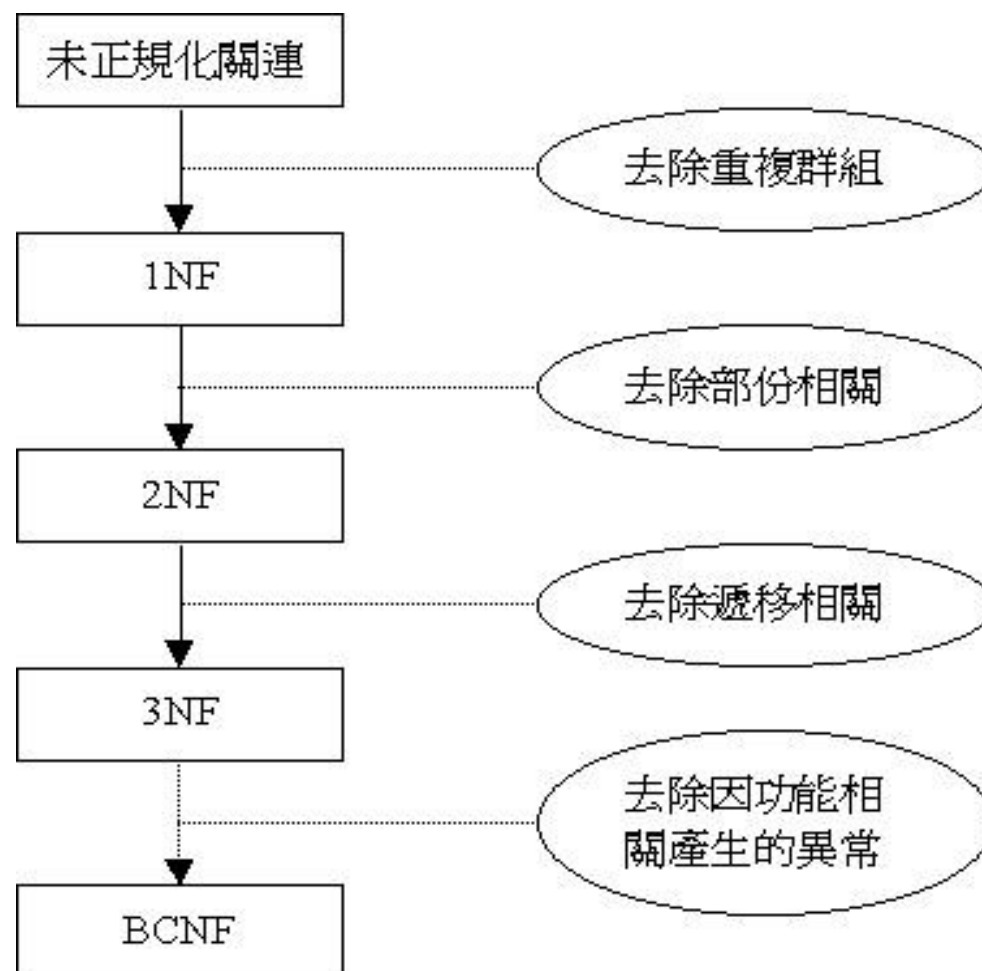 未正規化關連
去除重複群組
1NF
去除部份相關
2NF
去除遞移相關
3NF
去除因功能相
關產生的異常
BCNF